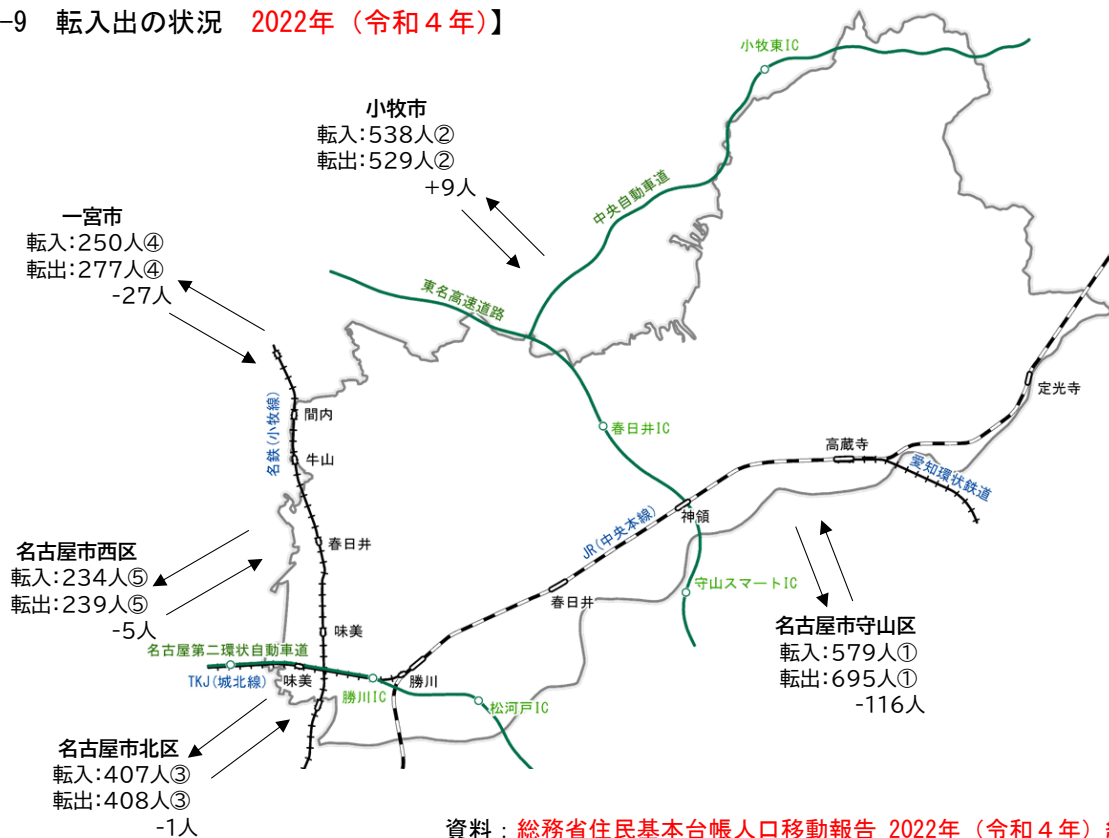 -9 転入出の状況 2022年（令和４年）】
小牧東IC
小牧市
転入：538人②
転出：529人②
+9人
中央自動車道
一宮市
転入：250人④
転出：277人④
-27人
東名高速道路
名鉄(小牧線)
間内
牛山
春日井IC
定光寺
高蔵寺
愛知環状鉄道
神領
JR(中央本線)
春日井
名古屋市西区
転入：234人⑤
転出：239人⑤
-5人
守山スマートIC
春日井
味美
名古屋市守山区
転入：579人①
転出：695人①
-116人
名古屋第二環状自動車道
TKJ(城北線)
味美
勝川IC
勝川
松河戸IC
名古屋市北区
転入：407人③
転出：408人③
-1人
資料：総務省住民基本台帳人口移動報告 2022年（令和４年）